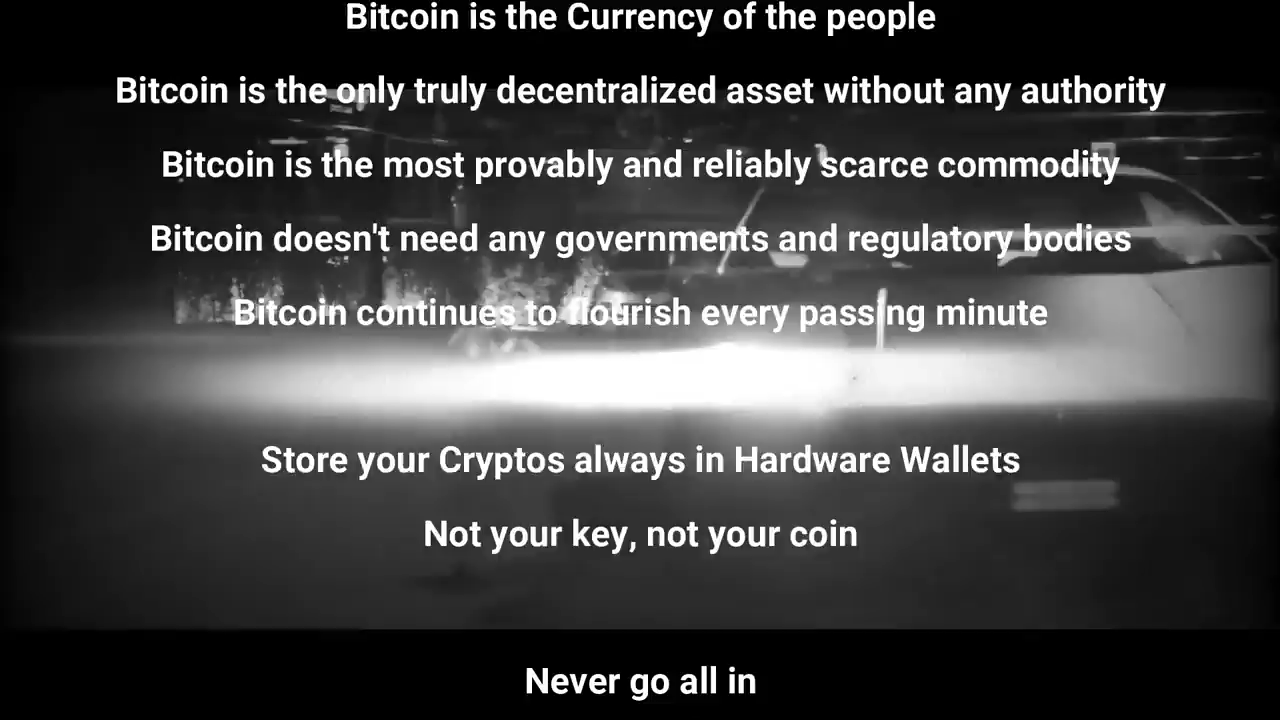 Bitcoin is the Currency of the people
Bitcoin is the only truly decentralized asset without any authority
Bitcoin is the most provably and reliably scarce commodity
Bitcoin doesn't need any governments and regulatory bodies
Bitcoin continues to flourish every passing minute
Store your Cryptos always in Hardware Wallets
Not your key, not your coin
Never go all in